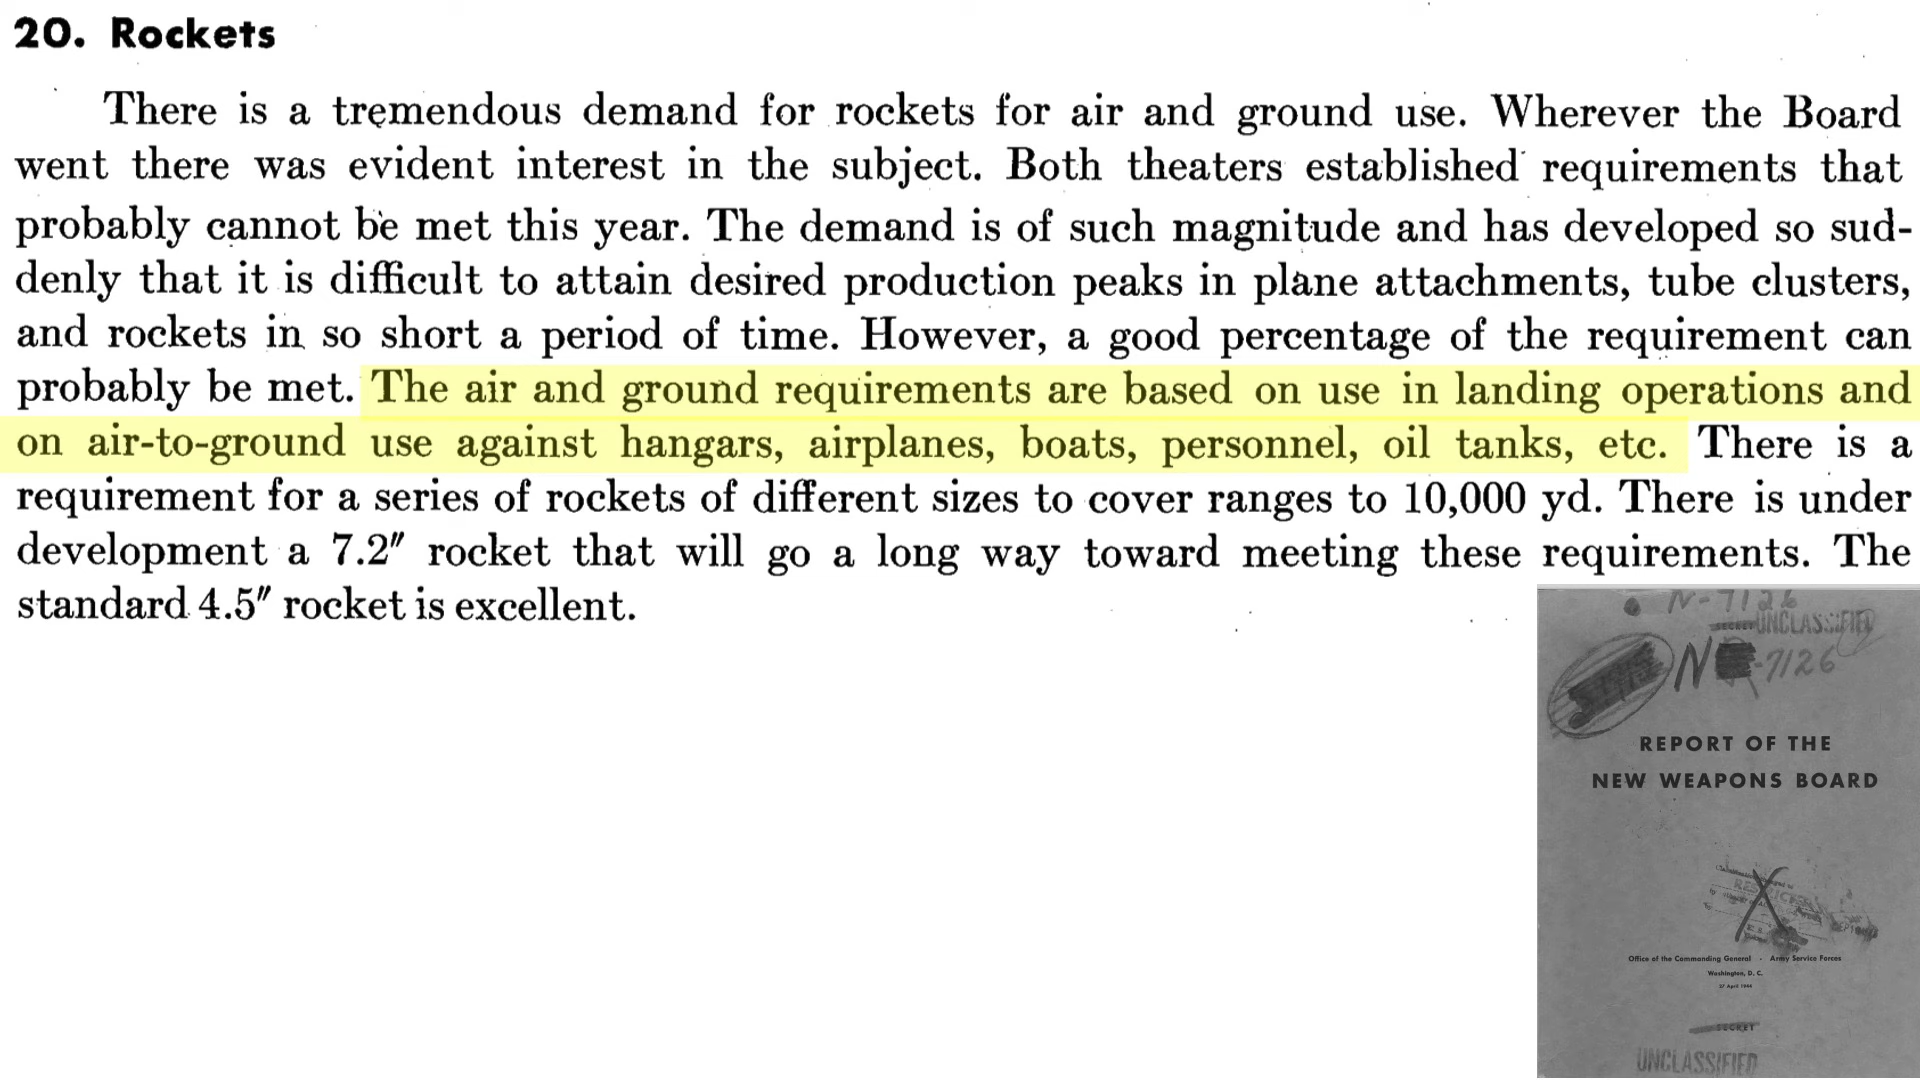 20. Rockets
There is a tremendous demand for rockets for air and ground use. Wherever the Board
went there was evident interest in the subject. Both theaters established requirements that
probably cannot be met this year. The demand is of such magnitude and has developed so sud-
denly that it is difficult to attain desired production peaks in plane attachments, tube clusters,
and rockets in so short a period of time. However, a good percentage of the requirement can
probably be met. The air and ground requirements are based on use in landing operations and
on air-to-ground use against hangars, airplanes, boats, personnel, oil tanks, etc. There is a
requirement for a series of rockets of different sizes to cover ranges to 10,000 yd. There is under
development a 7.2″ rocket that will go a long way toward meeting these requirements. The
standard 4.5″ rocket is excellent.
N-7126
SECRET UNCLASSIFIED
N -7126
REPORT OF THE
NEW WEAPONS BOARD
RESTRICTED
Office of the Commanding General - Army Service Forces
Washington, D. C.
27 April 1944
SECRET
UNCLASSIFIED